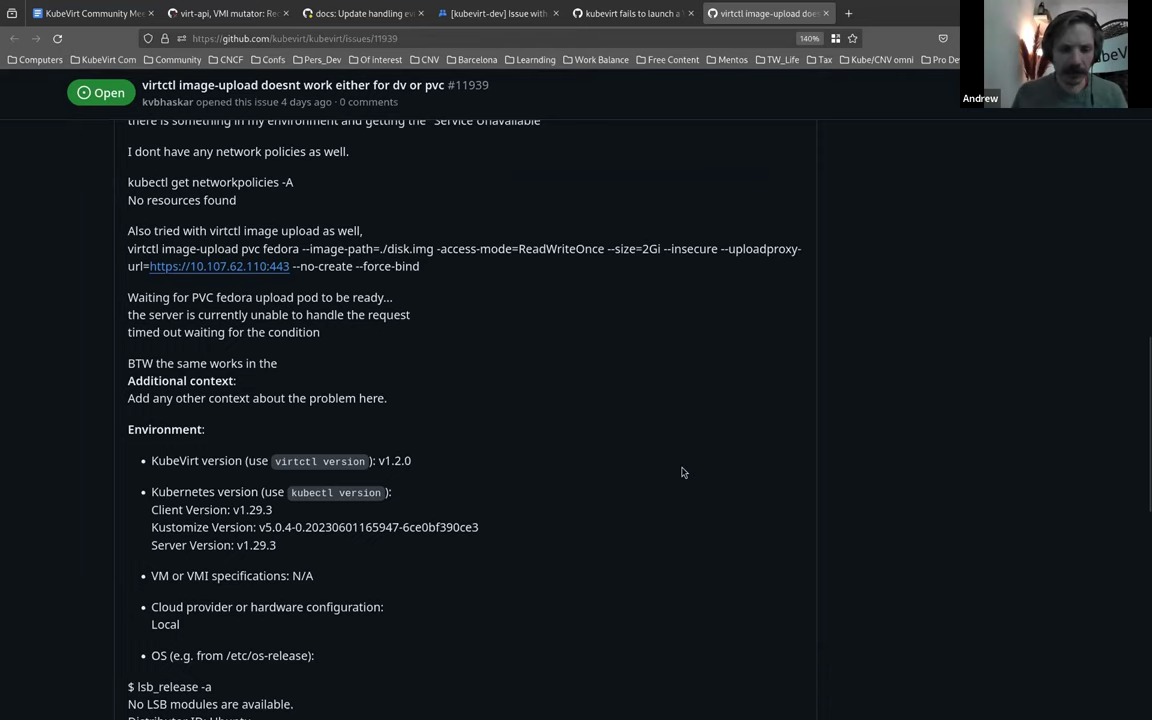 KubeVirt Community Mee
virt-api, VMI mutator: Re
docs: Update handling ev
[kubevirt-dev] Issue with
kubevirt fails to launch a
virtctl image-upload does
https://github.com/kubevirt/kubevirt/issues/11939
140%
Computers
KubeVirt Com
Community
CNCF
Confs
Pers_Dev
Of interest
CNV
Barcelona
Learnding
Work Balance
Free Content
Mentos
TW_Life
Tax
Kube/CNV omni
Pro De
Andrew
Open
virtctl image-upload doesnt work either for dv or pvc #11939
kvbhaskar opened this issue 4 days ago · 0 comments
there is something in my environment and getting the "Service Unavailable"
I dont have any network policies as well.
kubectl get networkpolicies -A
No resources found
Also tried with virtctl image upload as well,
virtctl image-upload pvc fedora --image-path=./disk.img -access-mode=ReadWriteOnce --size=2Gi --insecure --uploadproxy-
url=https://10.107.62.110:443 --no-create --force-bind
Waiting for PVC fedora upload pod to be ready...
the server is currently unable to handle the request
timed out waiting for the condition
BTW the same works in the
Additional context:
Add any other context about the problem here.
Environment:
• KubeVirt version (use virtctl version ): v1.2.0
• Kubernetes version (use kubectl version ):
Client Version: v1.29.3
Kustomize Version: v5.0.4-0.20230601165947-6ce0bf390ce3
Server Version: v1.29.3
• VM or VMI specifications: N/A
• Cloud provider or hardware configuration:
Local
• OS (e.g. from /etc/os-release):
$ lsb_release -a
No LSB modules are available.
Distributor ID: Ubuntu